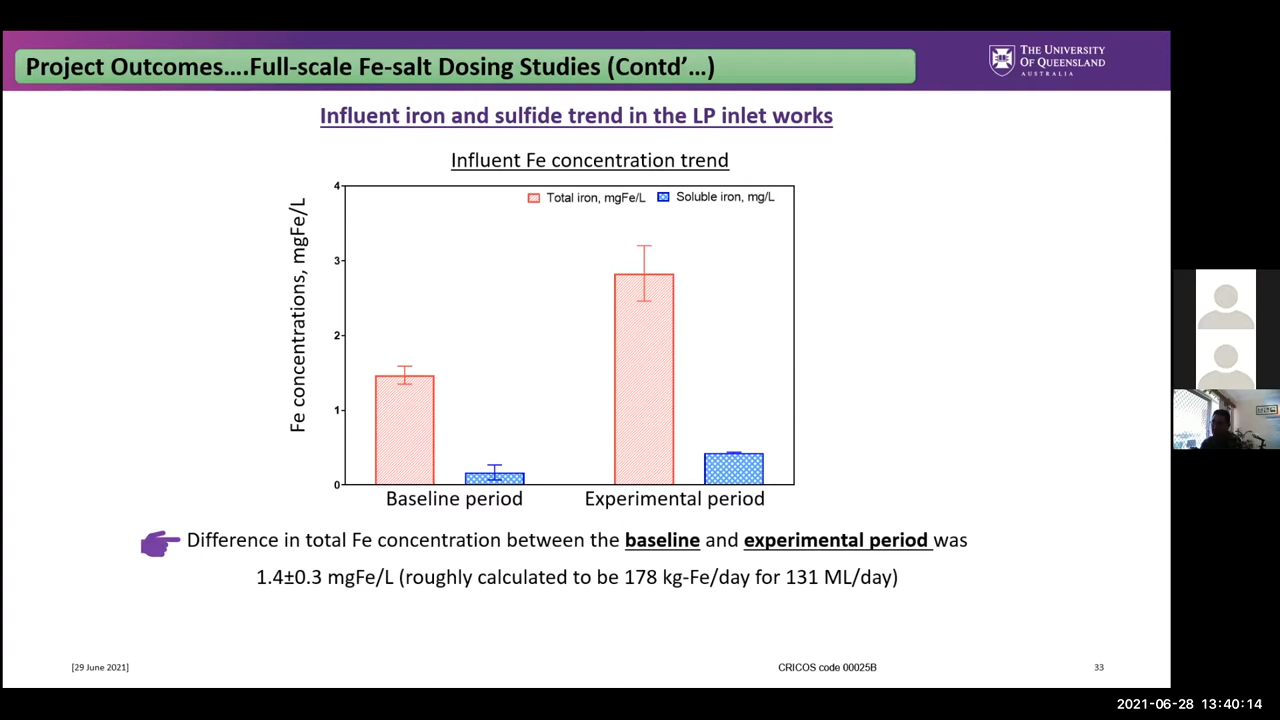 Project Outcomes….Full-scale Fe-salt Dosing Studies (Contd'…)
THE UNIVERSITY
OF QUEENSLAND
AUSTRALIA
Influent iron and sulfide trend in the LP inlet works
Influent Fe concentration trend
Total iron, mgFe/L
Soluble iron, mg/L
Fe concentrations, mgFe/L
4
3
2
1
0
Baseline period
Experimental period
Difference in total Fe concentration between the baseline and experimental period was
1.4±0.3 mgFe/L (roughly calculated to be 178 kg-Fe/day for 131 ML/day)
[29 June 2021]
CRICOS code 00025B
33
2021-06-28 13:40:14